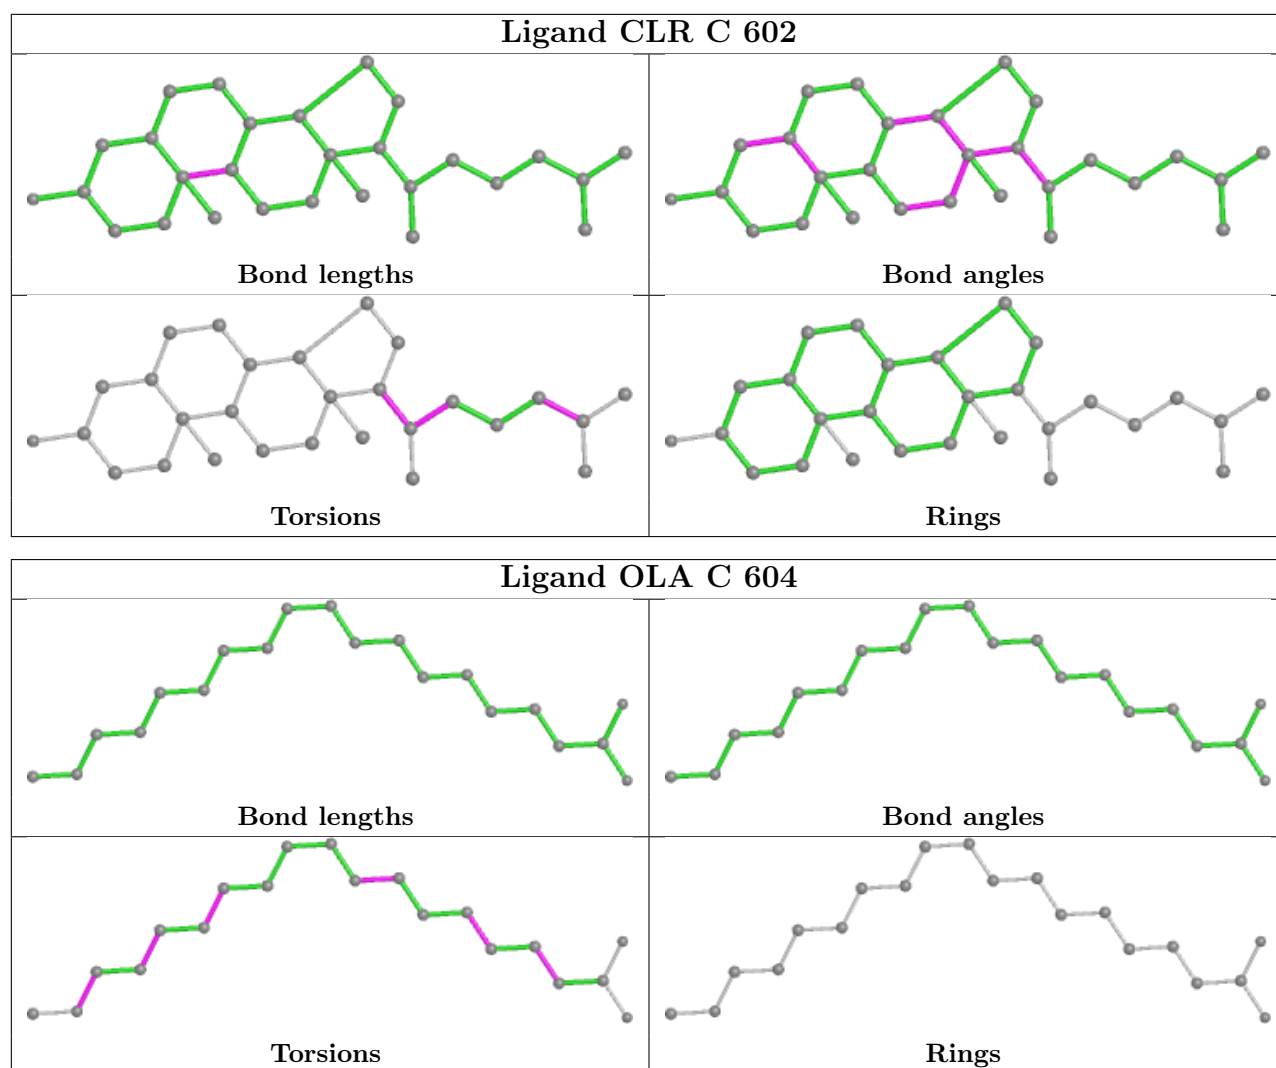 Ligand CLR C 602
Bond lengths
Bond angles
Torsions
Rings
Ligand OLA C 604
Bond lengths
Bond angles
Torsions
Rings